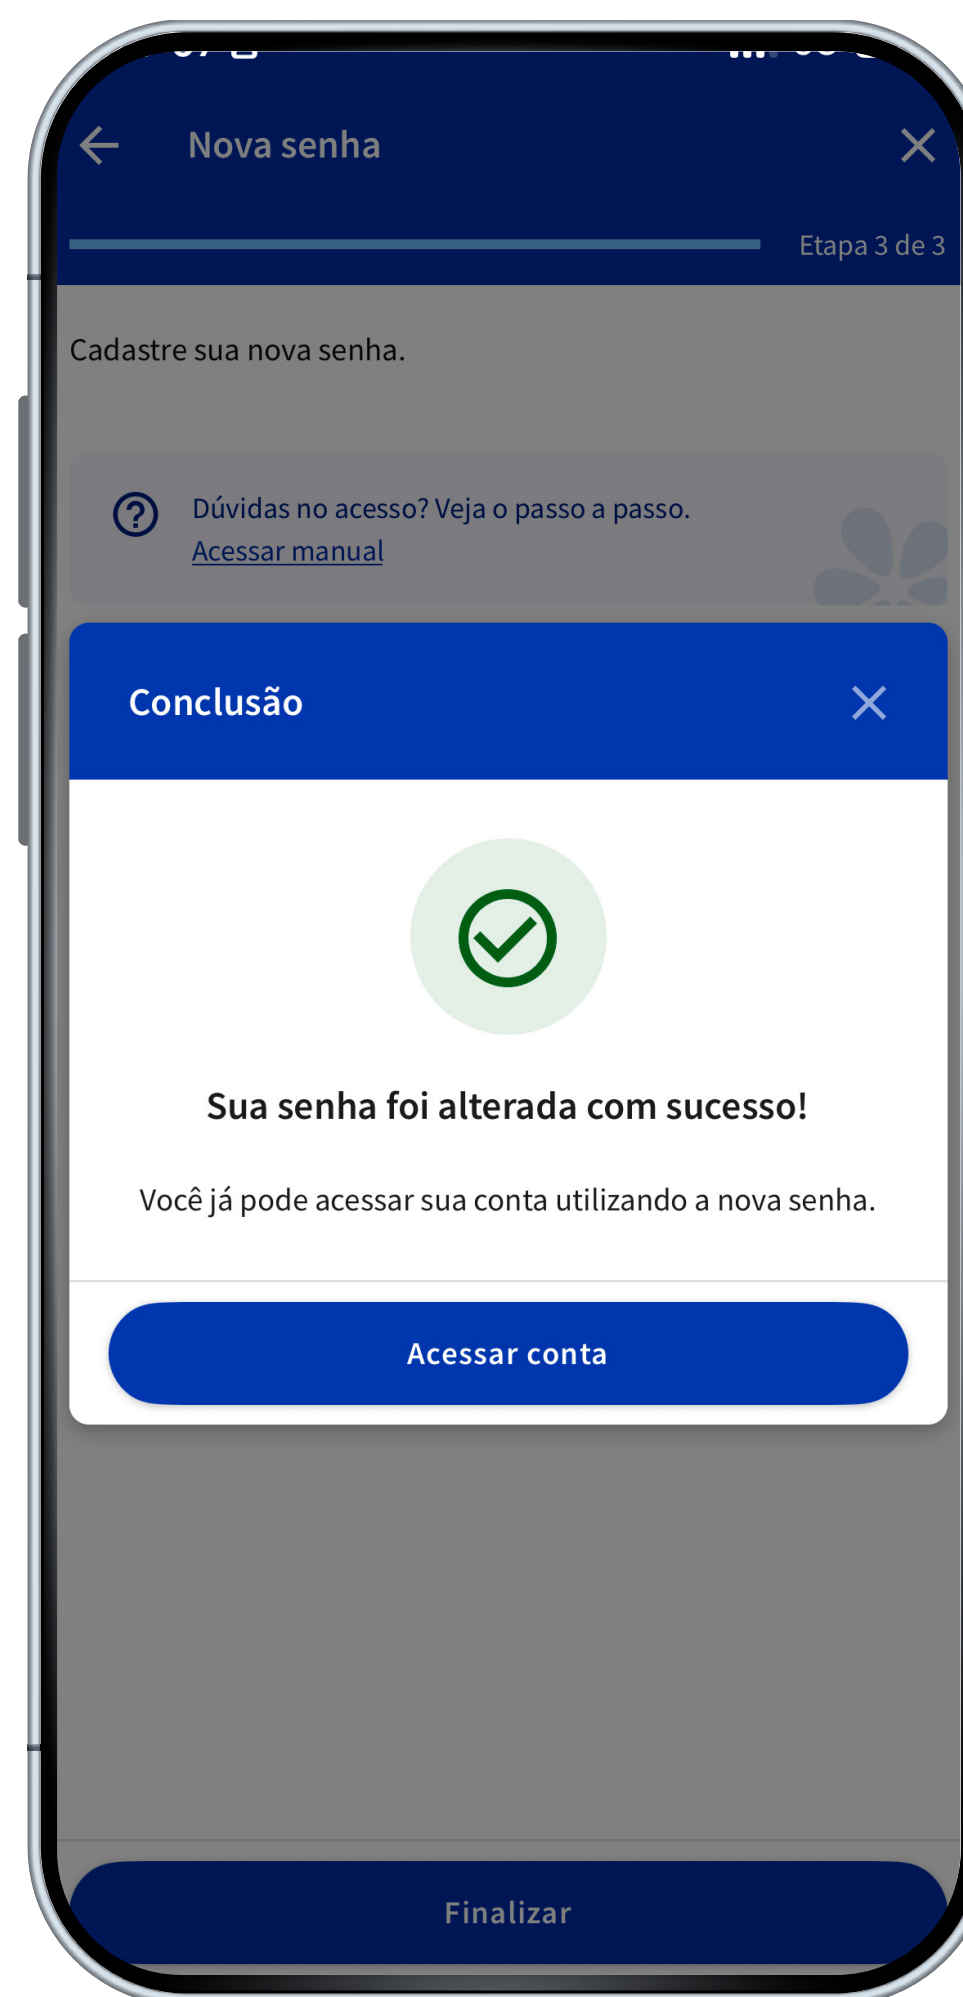 Nova senha
Etapa 3 de 3
Cadastre sua nova senha.
Dúvidas no acesso? Veja o passo a passo.
Acessar manual
Conclusão
Sua senha foi alterada com sucesso!
Você já pode acessar sua conta utilizando a nova senha.
Acessar conta
Finalizar